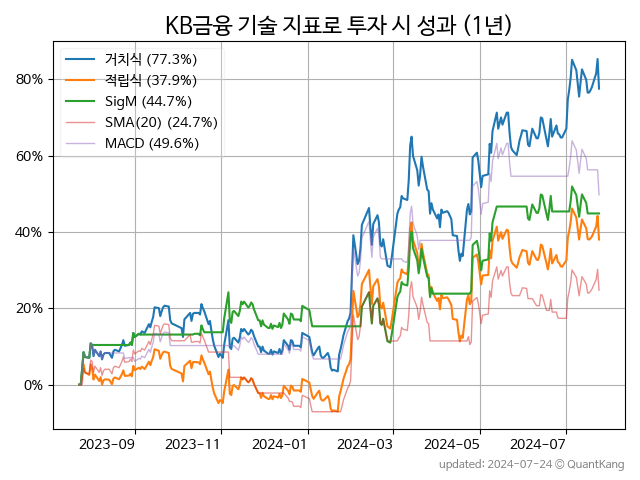 KB금융 기술 지표로 투자 시 성과 (1년)
거치식 (77.3%)
적립식 (37.9%)
SigM (44.7%)
SMA(20) (24.7%)
MACD (49.6%)
80%
60%
40%
20%
0%
2023-09 2023-11 2024-01 2024-03 2024-05 2024-07
updated: 2024-07-24 © QuantKang